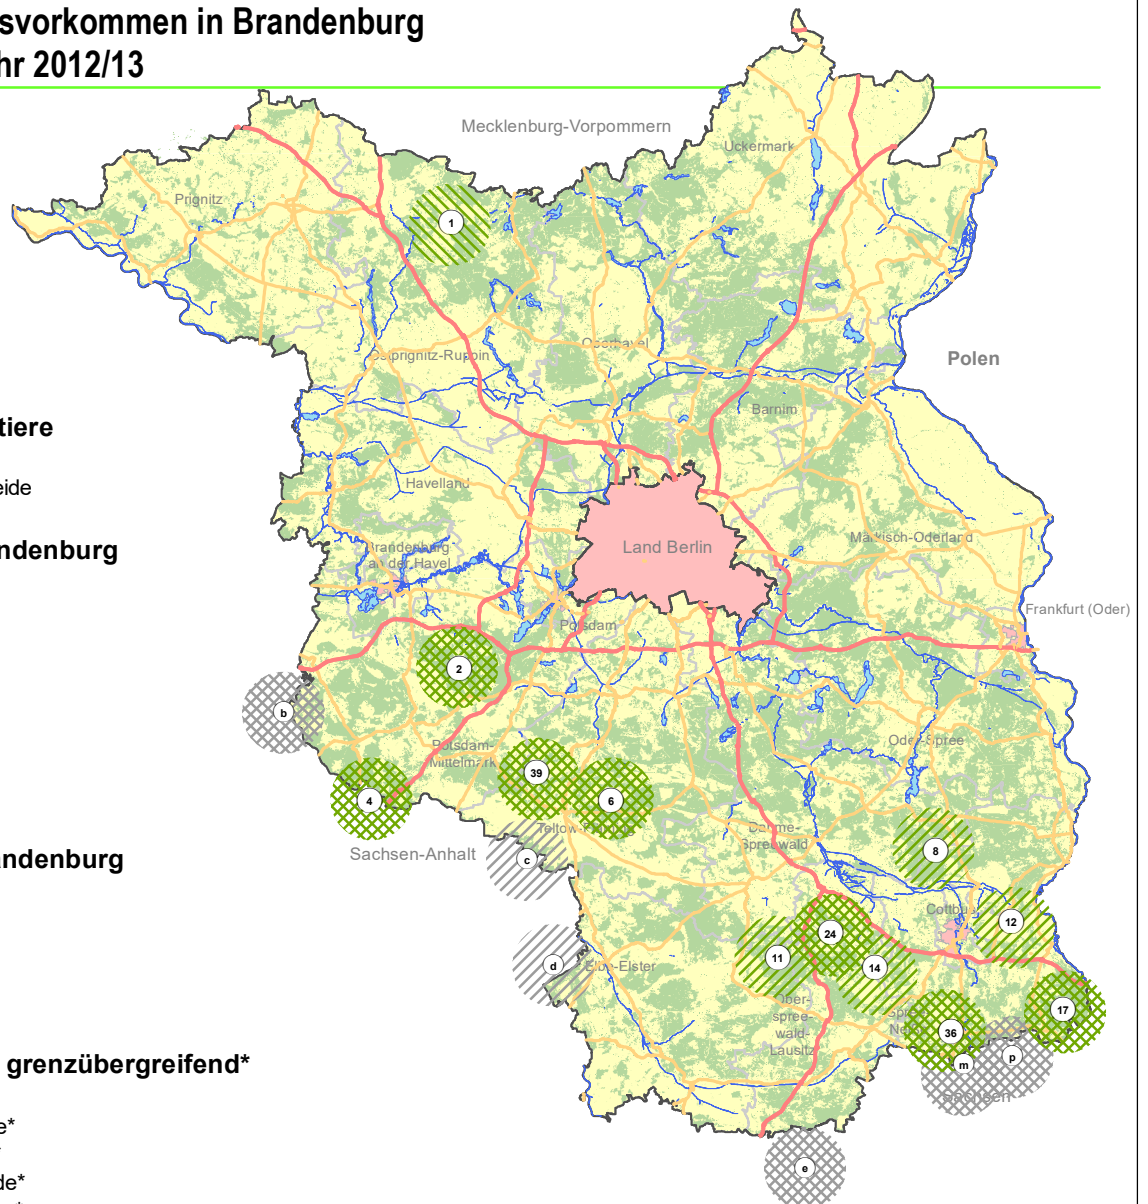 svorkommen in Brandenburg
hr 2012/13
Mecklenburg-Vorpommern
Uckermark
Prignitz
1
Ostprignitz-Ruppin
Oberhavel
Polen
Barnim
tiere
eide
Havelland
ndenburg
Land Berlin
Märkisch-Oderland
Brandenburg
an der Havel
Frankfurt (Oder)
Potsdam
2
b
Oder-Spree
Potsdam-
Mittelmark
39
4
6
Teltow-Fläming
Dahme-
Spreewald
Sachsen-Anhalt
c
8
andenburg
Cottbus
12
24
11
14
d
Elbe-Elster
Ober-
spree-
wald-
Lausitz
17
Spree-
Neiße
36
grenzübergreifend*
m
p
Sachsen
e*
*
de*
e